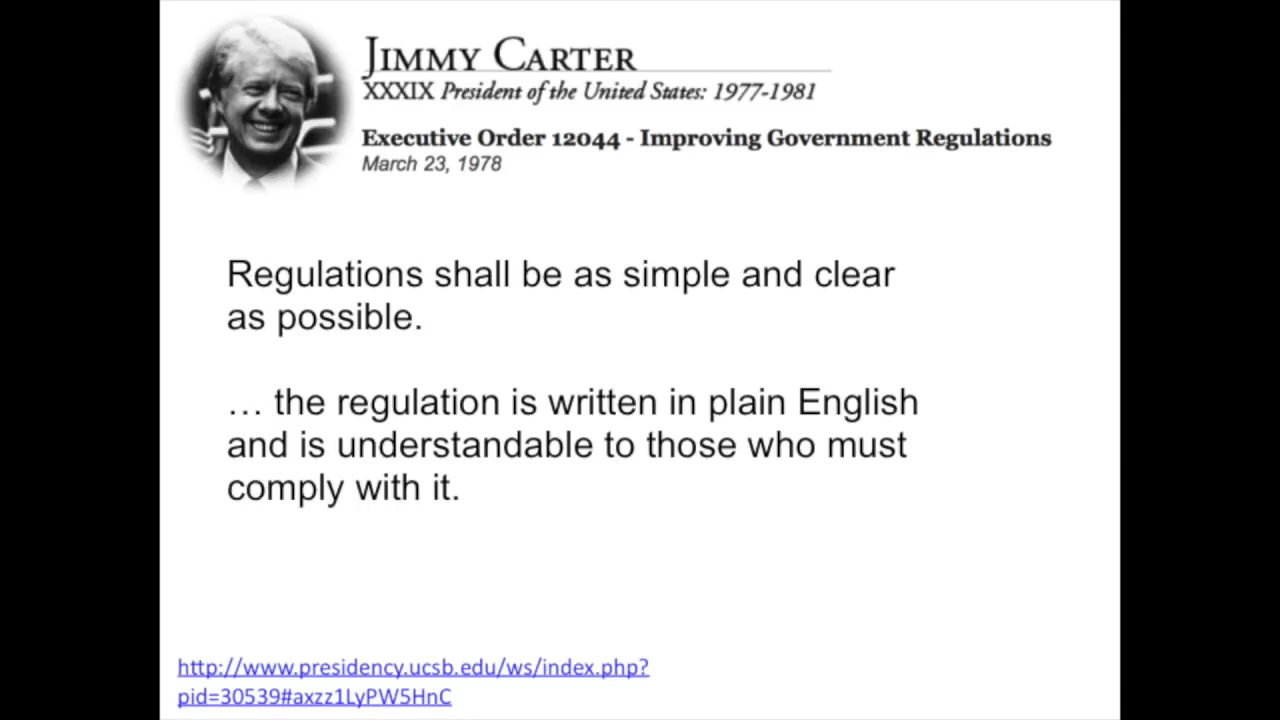 JIMMY CARTER
XXXIX President of the United States: 1977-1981
Executive Order 12044 - Improving Government Regulations
March 23, 1978
Regulations shall be as simple and clear
as possible.
… the regulation is written in plain English
and is understandable to those who must
comply with it.
http://www.presidency.ucsb.edu/ws/index.php?
pid=30539#axzz1LyPW5HnC